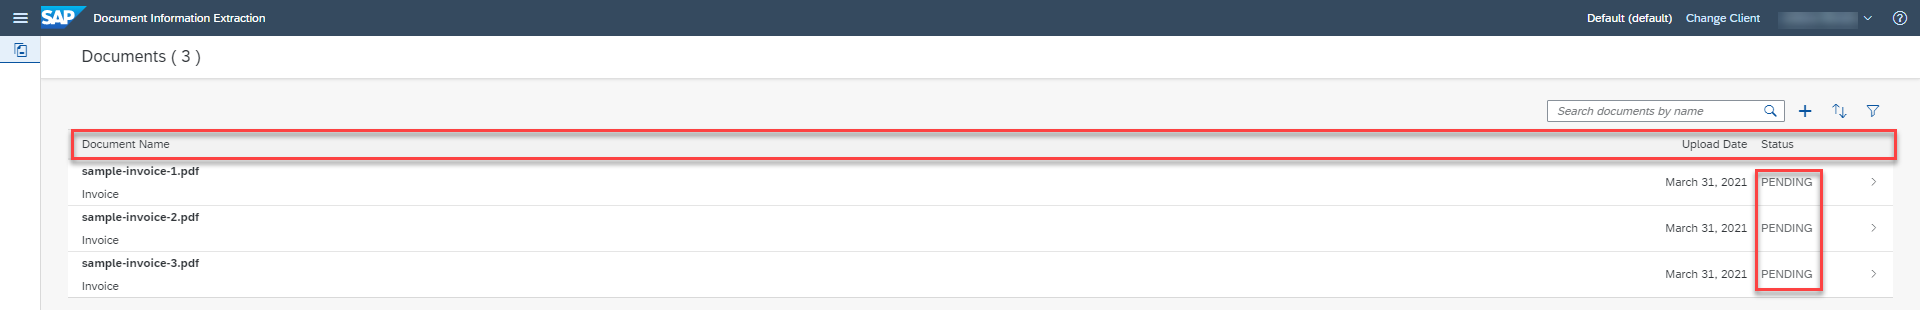 SAP Document Information Extraction Default (default) Change Client
Documents ( 3 )
Search documents by name
Document Name Upload Date Status
sample-invoice-1.pdf
Invoice March 31, 2021 PENDING
sample-invoice-2.pdf
Invoice March 31, 2021 PENDING
sample-invoice-3.pdf
Invoice March 31, 2021 PENDING